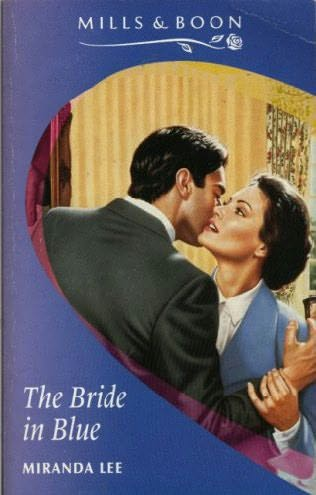 MILLS & BOON
The Bride
in Blue
MIRANDA LEE